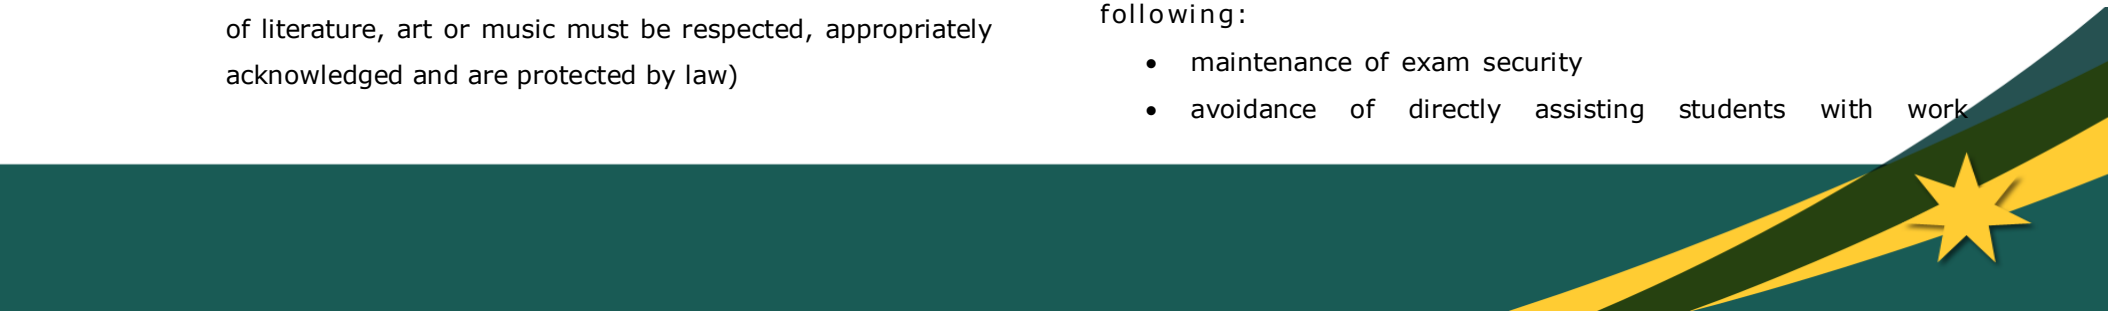 of literature, art or music must be respected, appropriately
acknowledged and are protected by law)
following:
• maintenance of exam security
• avoidance of directly assisting students with work